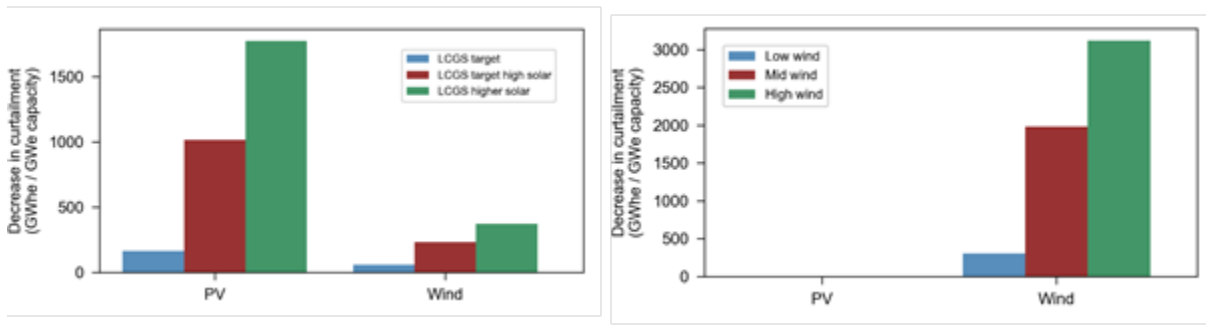 Decrease in curtailment
(GWhe / GWe capacity)
1500
1000
500
0
LCGS target
LCGS target high solar
LCGS higher solar
PV
Wind
Decrease in curtailment
(GWhe / GWe capacity)
3000
2500
2000
1500
1000
500
0
Low wind
Mid wind
High wind
PV
Wind